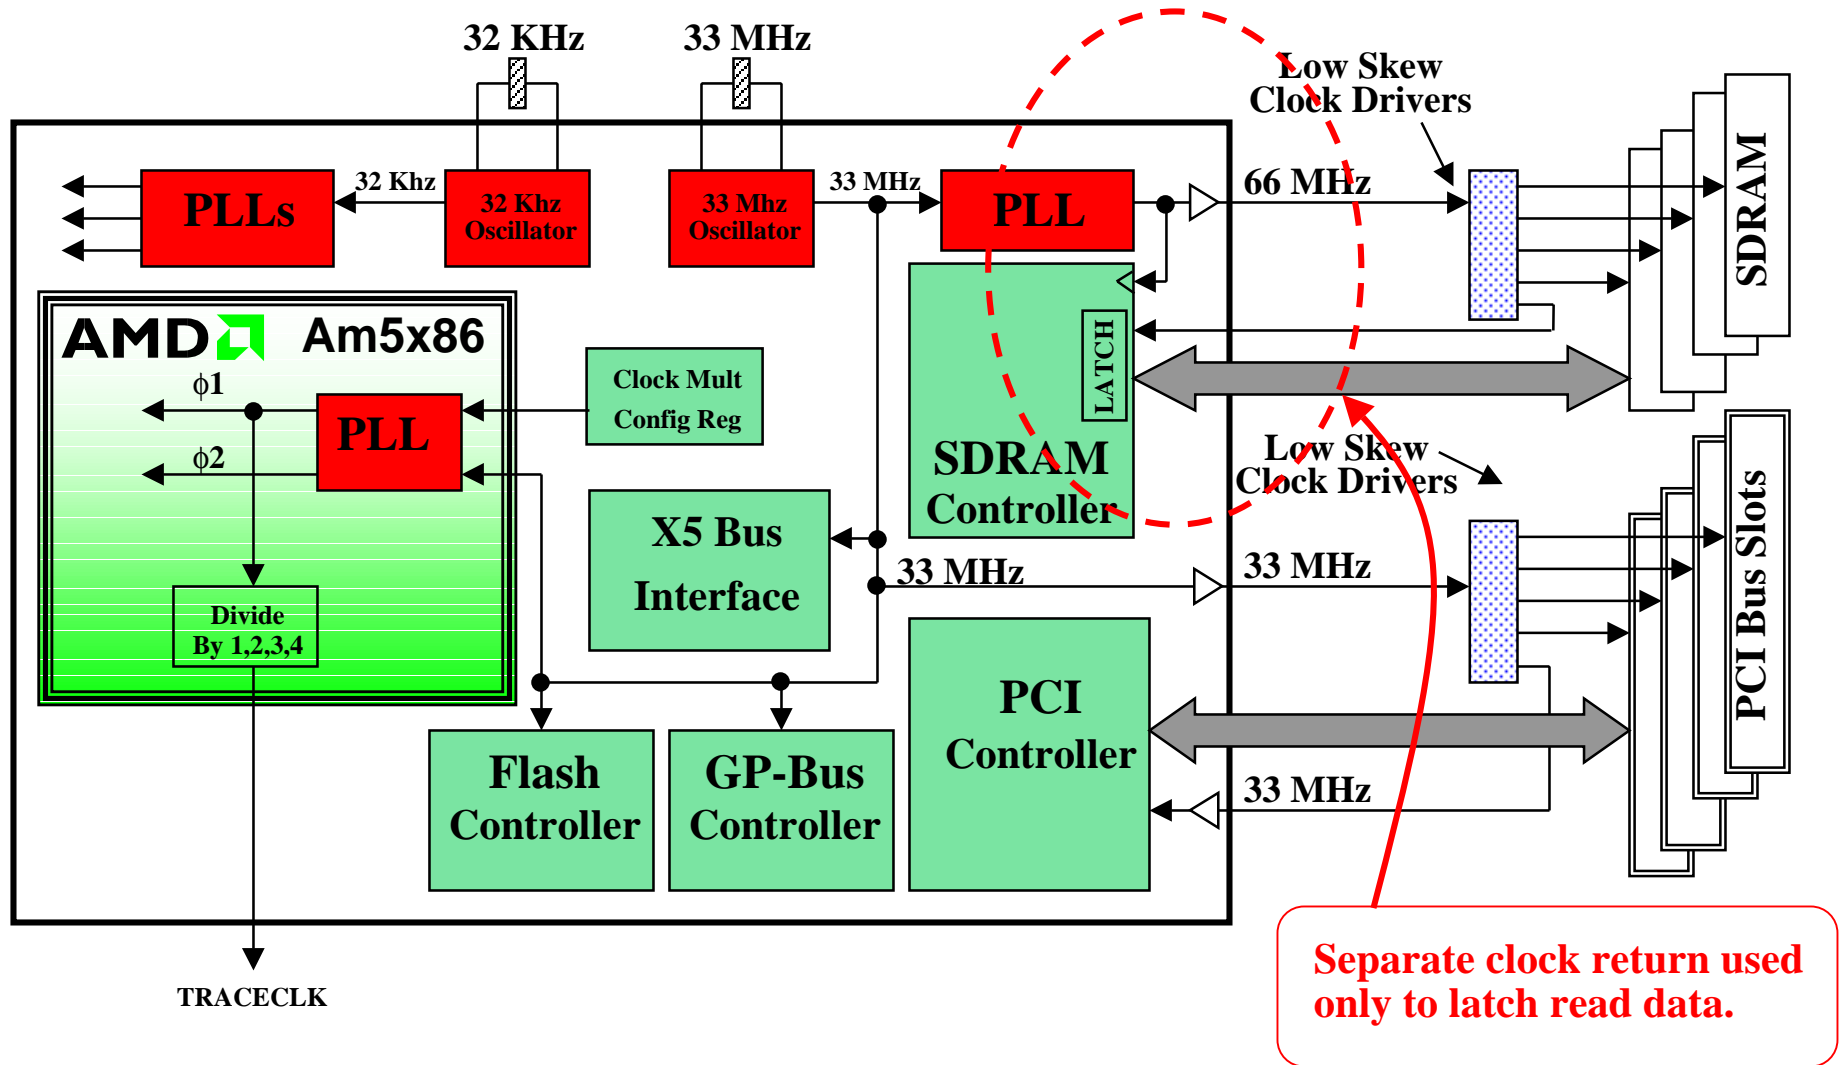 32 KHz
33 MHz
Low Skew
Clock Drivers
PLLs
32 Khz
32 Khz
Oscillator
33 Mhz
Oscillator
33 MHz
PLL
66 MHz
SDRAM
AMD
Am5x86
ϕ1
ϕ2
PLL
Clock Mult
Config Reg
LATCH
SDRAM
Controller
Low Skew
Clock Drivers
X5 Bus
Interface
33 MHz
33 MHz
PCI Bus Slots
Divide
By 1,2,3,4
PCI
Controller
33 MHz
Flash
Controller
GP-Bus
Controller
TRACECLK
Separate clock return used
only to latch read data.